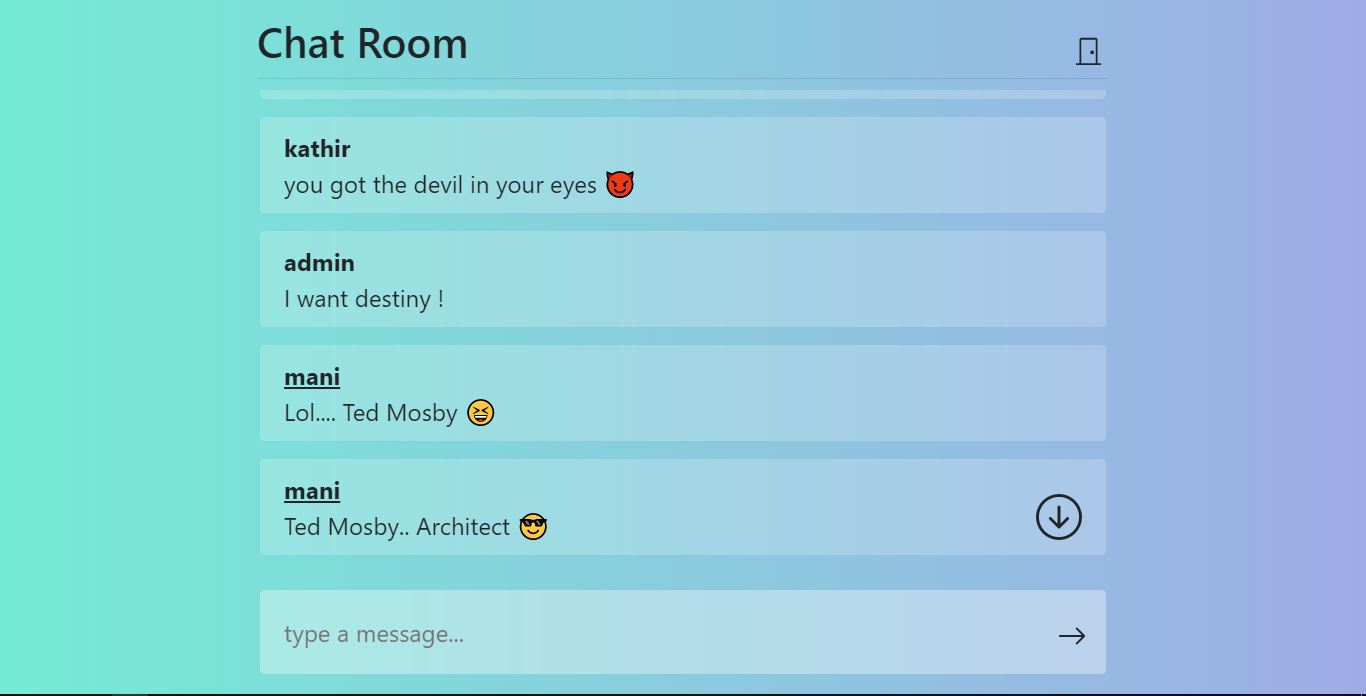 Chat Room
kathir
you got the devil in your eyes 😈
admin
I want destiny !
mani
Lol.... Ted Mosby 😆
mani
Ted Mosby.. Architect 😎
type a message...